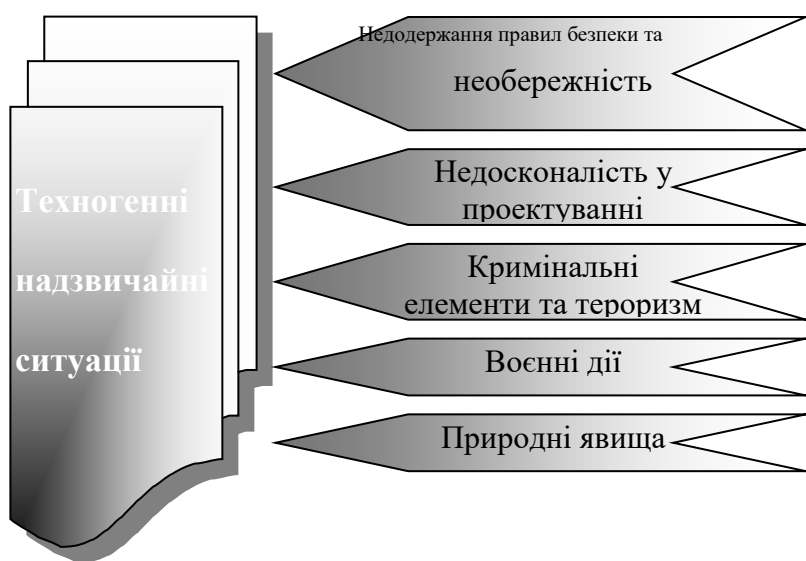 Техногенні
надзвичайні
ситуації
Недодержання правил безпеки та
необережність
Недосконалість у
проектуванні
Кримінальні
елементи та тероризм
Воєнні дії
Природні явища